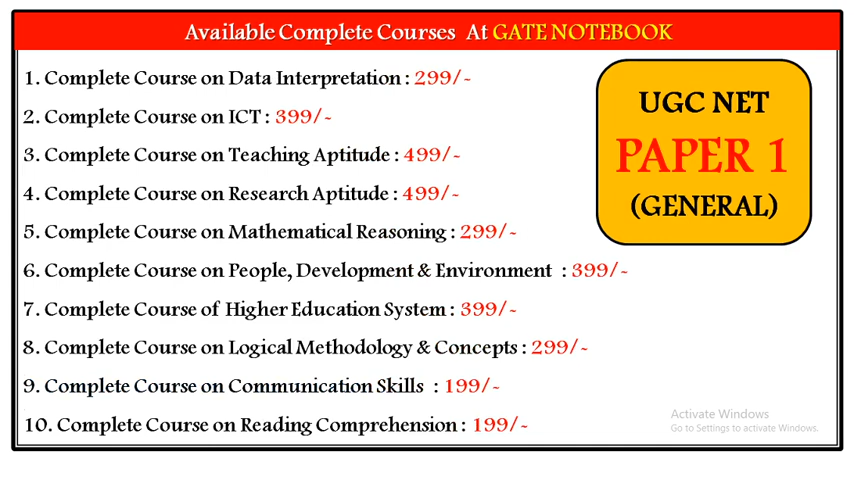 Available Complete Courses At GATE NOTEBOOK
1. Complete Course on Data Interpretation : 299/-
2. Complete Course on ICT : 399/-
3. Complete Course on Teaching Aptitude : 499/-
4. Complete Course on Research Aptitude : 499/-
5. Complete Course on Mathematical Reasoning : 299/-
6. Complete Course on People, Development & Environment : 399/-
7. Complete Course of Higher Education System : 399/-
8. Complete Course on Logical Methodology & Concepts : 299/-
9. Complete Course on Communication Skills : 199/-
10. Complete Course on Reading Comprehension : 199/-
UGC NET
PAPER 1
(GENERAL)
Activate Windows
Go to Settings to activate Windows.